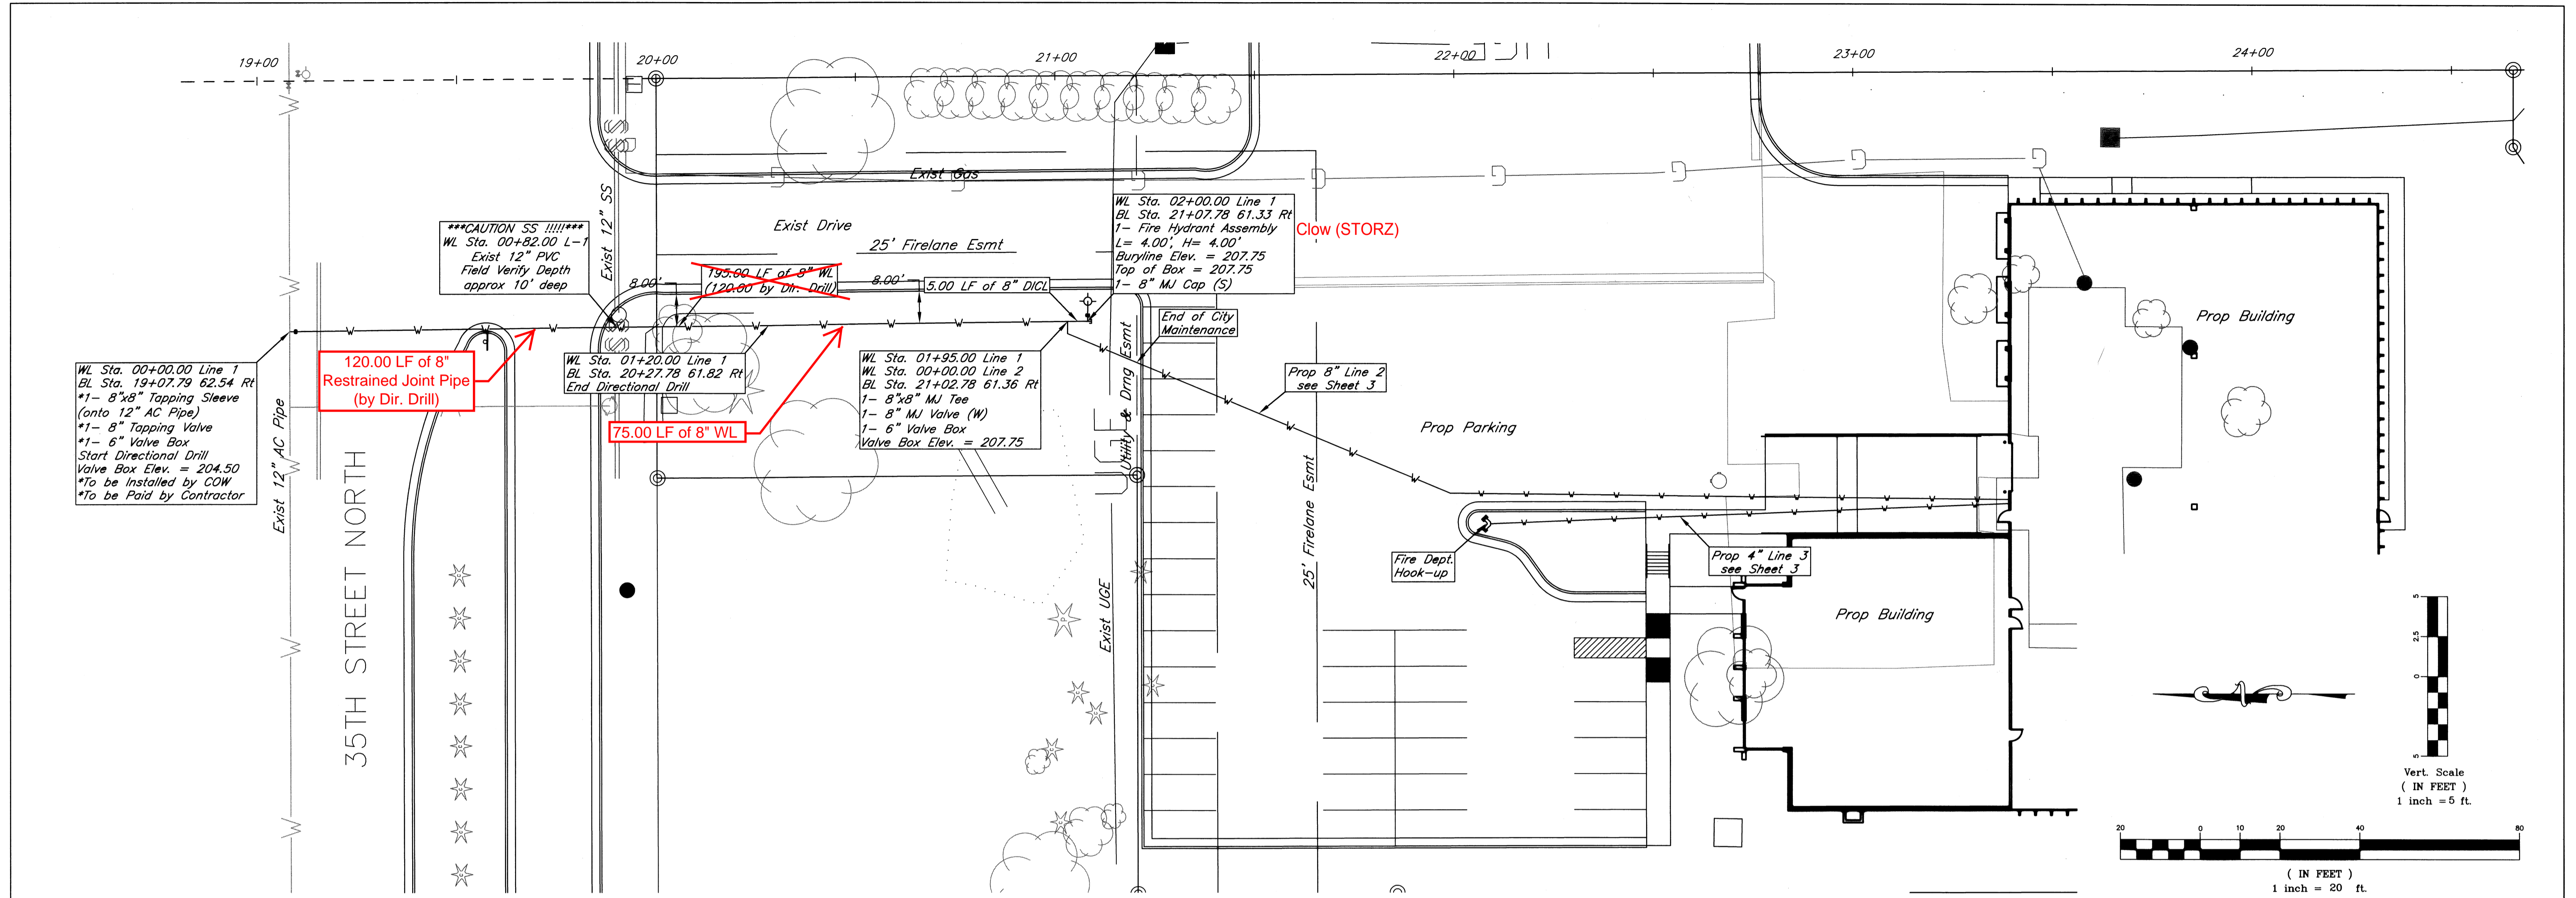 19+00
20+00
21+00
22+00
23+00
24+00
Exist Gas
Exist 12" SS
Exist Drive
25' Firelane Esmt
***CAUTION SS !!!!!***
WL Sta. 00+82.00 L-1
Exist 12" PVC
Field Verify Depth
approx 10' deep
WL Sta. 02+00.00 Line 1
BL Sta. 21+07.78 61.33 Rt
1- Fire Hydrant Assembly
L= 4.00', H= 4.00'
Buryline Elev. = 207.75
Top of Box = 207.75
1- 8" MJ Cap (S)
Clow (STORZ)
8.00'
195.00 LF of 8" WL
(120.00 by Dir. Drill)
8.00'
5.00 LF of 8" DICL
End of City
Maintenance
Prop Building
WL Sta. 00+00.00 Line 1
BL Sta. 19+07.79 62.54 Rt
*1- 8"x8" Tapping Sleeve
(onto 12" AC Pipe)
*1- 8" Tapping Valve
*1- 6" Valve Box
Start Directional Drill
Valve Box Elev. = 204.50
*To be Installed by COW
*To be Paid by Contractor
Exist 12" AC Pipe
120.00 LF of 8"
Restrained Joint Pipe
(by Dir. Drill)
WL Sta. 01+20.00 Line 1
BL Sta. 20+27.78 61.82 Rt
End Directional Drill
75.00 LF of 8" WL
WL Sta. 01+95.00 Line 1
WL Sta. 00+00.00 Line 2
BL Sta. 21+02.78 61.36 Rt
1- 8"x8" MJ Tee
1- 8" MJ Valve (W)
1- 6" Valve Box
Valve Box Elev. = 207.75
Utility & Drng Esmt
Prop 8" Line 2
see Sheet 3
Prop Parking
35TH STREET NORTH
Exist UGE
25' Firelane Esmt
Fire Dept.
Hook-up
Prop 4" Line 3
see Sheet 3
Prop Building
5
2.5
0
5
Vert. Scale
( IN FEET )
1 inch = 5 ft.
20 0 10 20 40 80
( IN FEET )
1 inch = 20 ft.